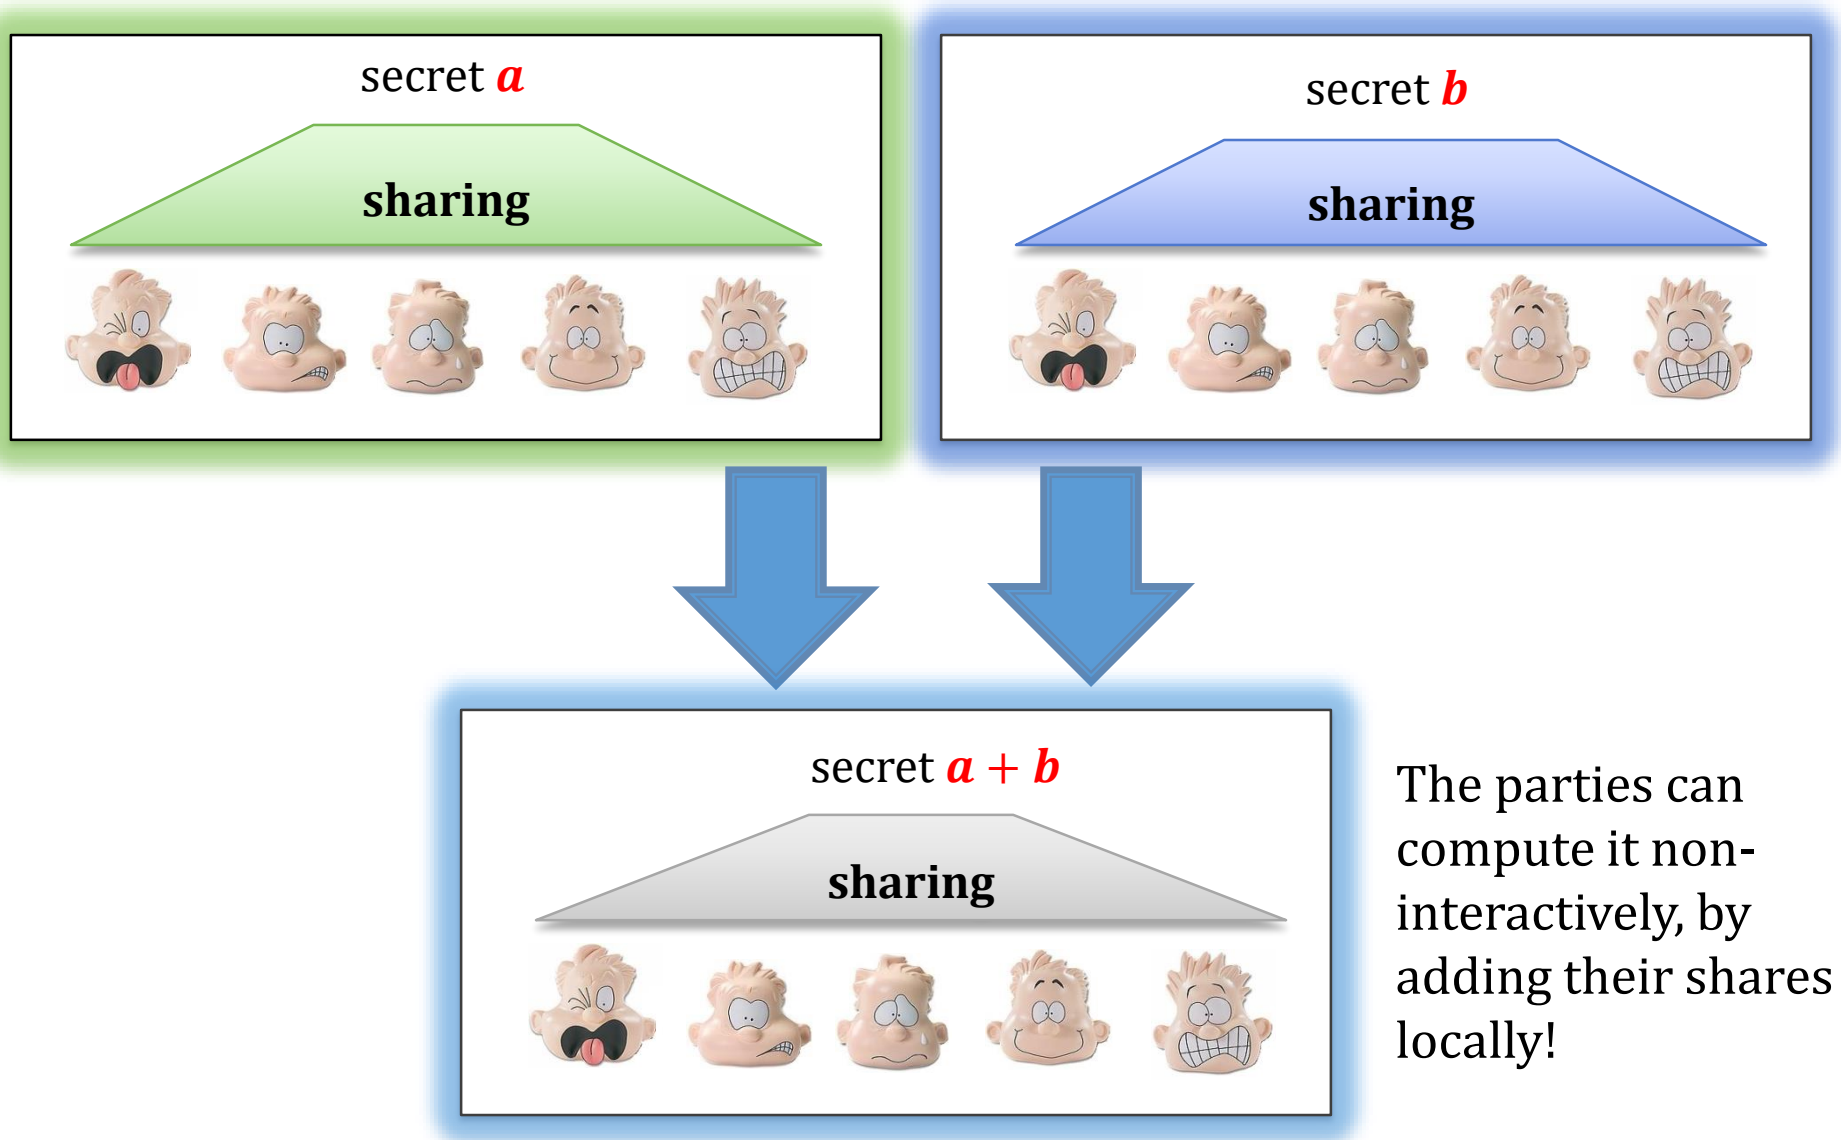 secret a
sharing
secret b
sharing
secret a + b
sharing
The parties can
compute it non-
interactively, by
adding their shares
locally!